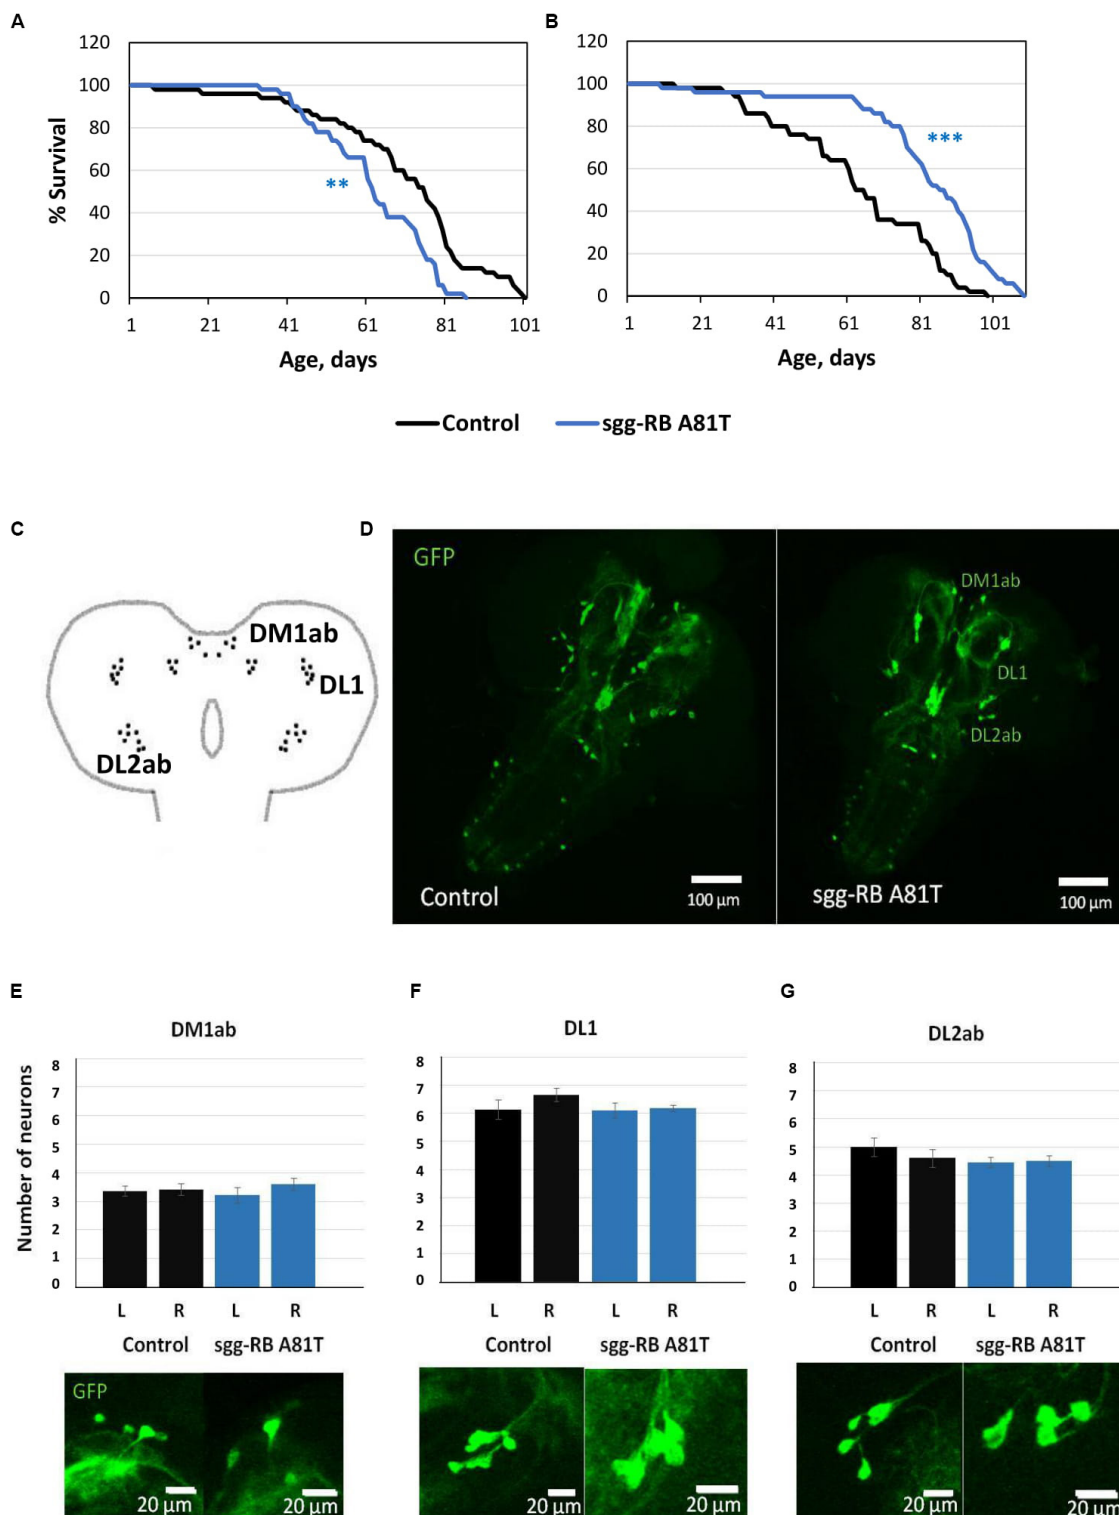 A
B
120
100
80
60
40
20
0
% Survival
**
1 21 41 61 81 101
Age, days
120
100
80
60
40
20
0
***
1 21 41 61 81 101
Age, days
Control sgg-RB A81T
C
D
DM1ab
DL1
DL2ab
GFP
Control
100 µm
DM1ab
DL1
DL2ab
sgg-RB A81T
100 µm
E
F
G
DM1ab
Number of neurons
8
7
6
5
4
3
2
1
0
L R L R
Control sgg-RB A81T
GFP
20 µm
20 µm
DL1
8
7
6
5
4
3
2
1
0
L R L R
Control sgg-RB A81T
20 µm
20 µm
DL2ab
8
7
6
5
4
3
2
1
0
L R L R
Control sgg-RB A81T
20 µm
20 µm